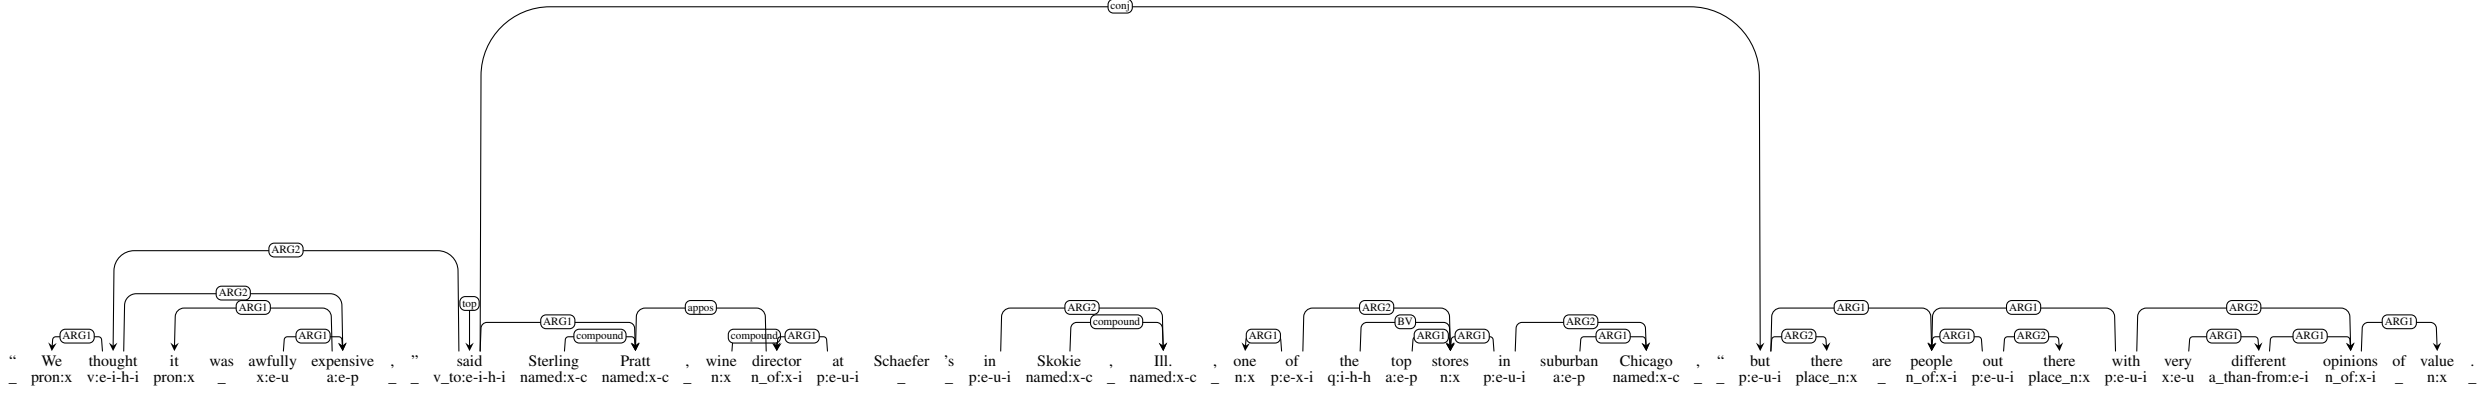 conj
ARG2
ARG2 top
ARG1 appos ARG2 ARG2 ARG1 ARG1 ARG2
ARG1 compound BV ARG2 ARG1
ARG1 ARG1 compound compound ARG1 ARG1 ARG1 ARG1 ARG1 ARG2 ARG1 ARG2 ARG1 ARG1
“ We thought it was awfully expensive , ” said Sterling Pratt , wine director at Schaefer ’s in Skokie , Ill. , one of the top stores in suburban Chicago , “ but there are people out there with very different opinions of value .
_ pron:x v:e-i-h-i pron:x _ x:e-u a:e-p _ _ v_to:e-i-h-i named:x-c named:x-c _ n:x n_of:x-i p:e-u-i _ _ p:e-u-i named:x-c _ named:x-c _ n:x p:e-x-i q:i-h-h a:e-p n:x p:e-u-i a:e-p named:x-c _ _ p:e-u-i place_n:x _ n_of:x-i p:e-u-i place_n:x p:e-u-i x:e-u a_than-from:e-i n_of:x-i _ n:x _